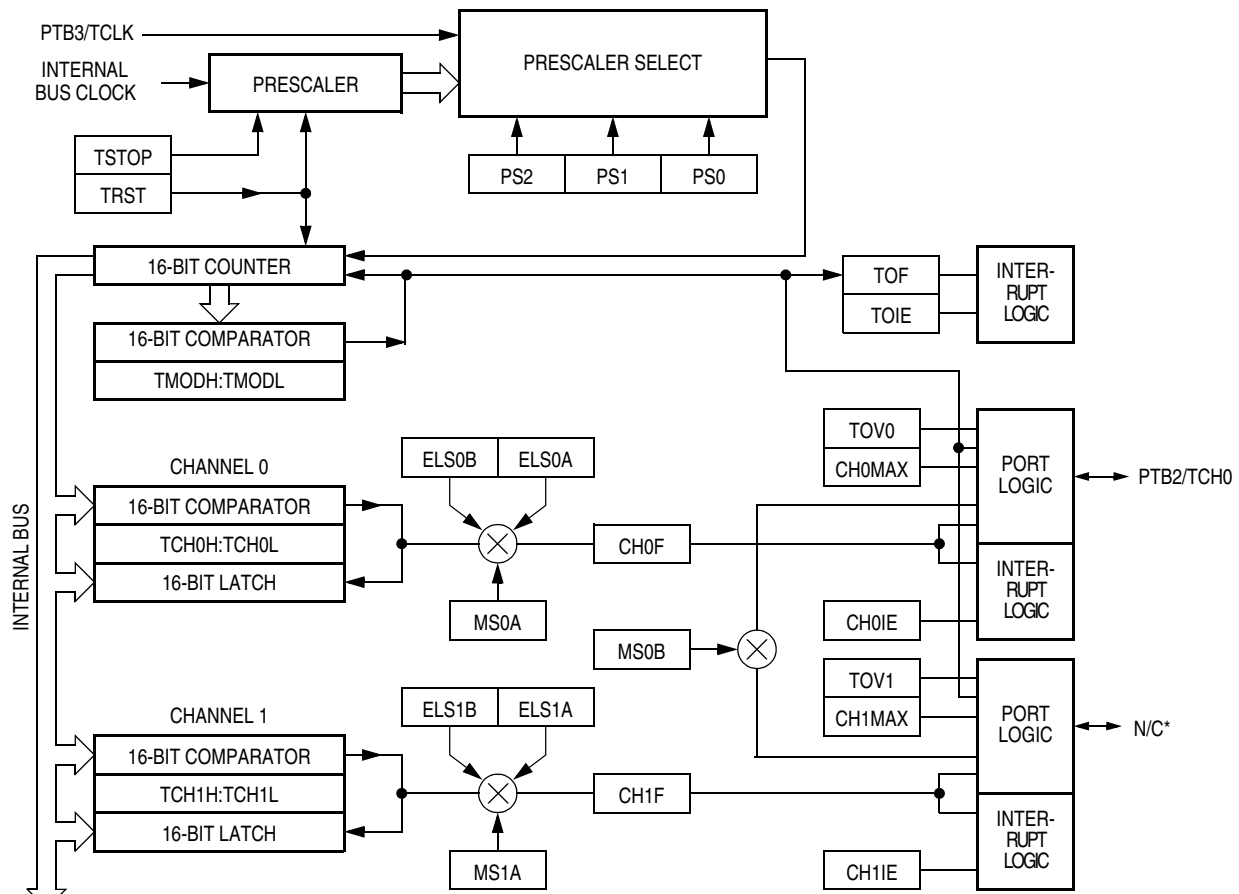 PTB3/TCLK
INTERNAL
BUS CLOCK
PRESCALER
PRESCALER SELECT
TSTOP
TRST
PS2
PS1
PS0
16-BIT COUNTER
TOF
TOIE
INTER-
RUPT
LOGIC
16-BIT COMPARATOR
TMODH:TMODL
INTERNAL BUS
CHANNEL 0
ELS0B
ELS0A
TOV0
CH0MAX
PORT
LOGIC
PTB2/TCH0
16-BIT COMPARATOR
TCH0H:TCH0L
16-BIT LATCH
CH0F
MS0A
INTER-
RUPT
LOGIC
CH0IE
MS0B
CHANNEL 1
ELS1B
ELS1A
TOV1
CH1MAX
PORT
LOGIC
N/C*
16-BIT COMPARATOR
TCH1H:TCH1L
16-BIT LATCH
CH1F
MS1A
INTER-
RUPT
LOGIC
CH1IE